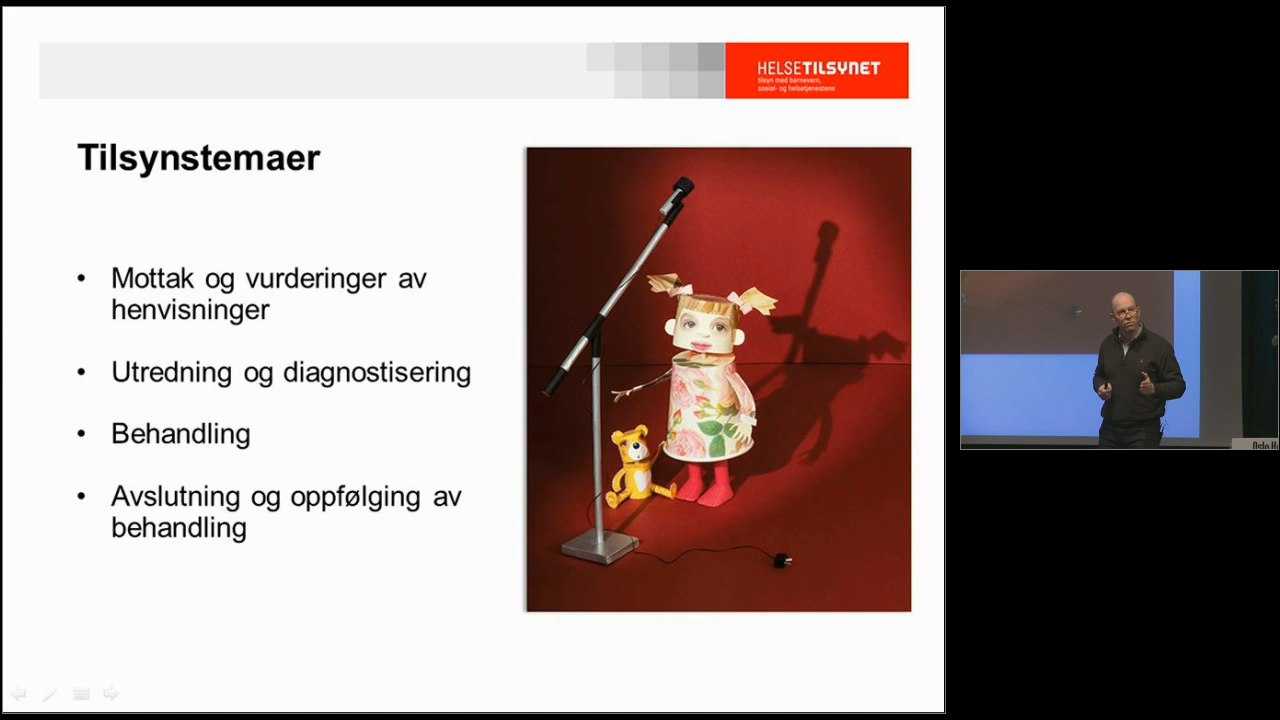 HELSETILSYNET
tilsyn med barnevern,
sosial- og helsetjenestene
Tilsynstemaer
• Mottak og vurderinger av
henvisninger
• Utredning og diagnostisering
• Behandling
• Avslutning og oppfølging av
behandling
Oslo